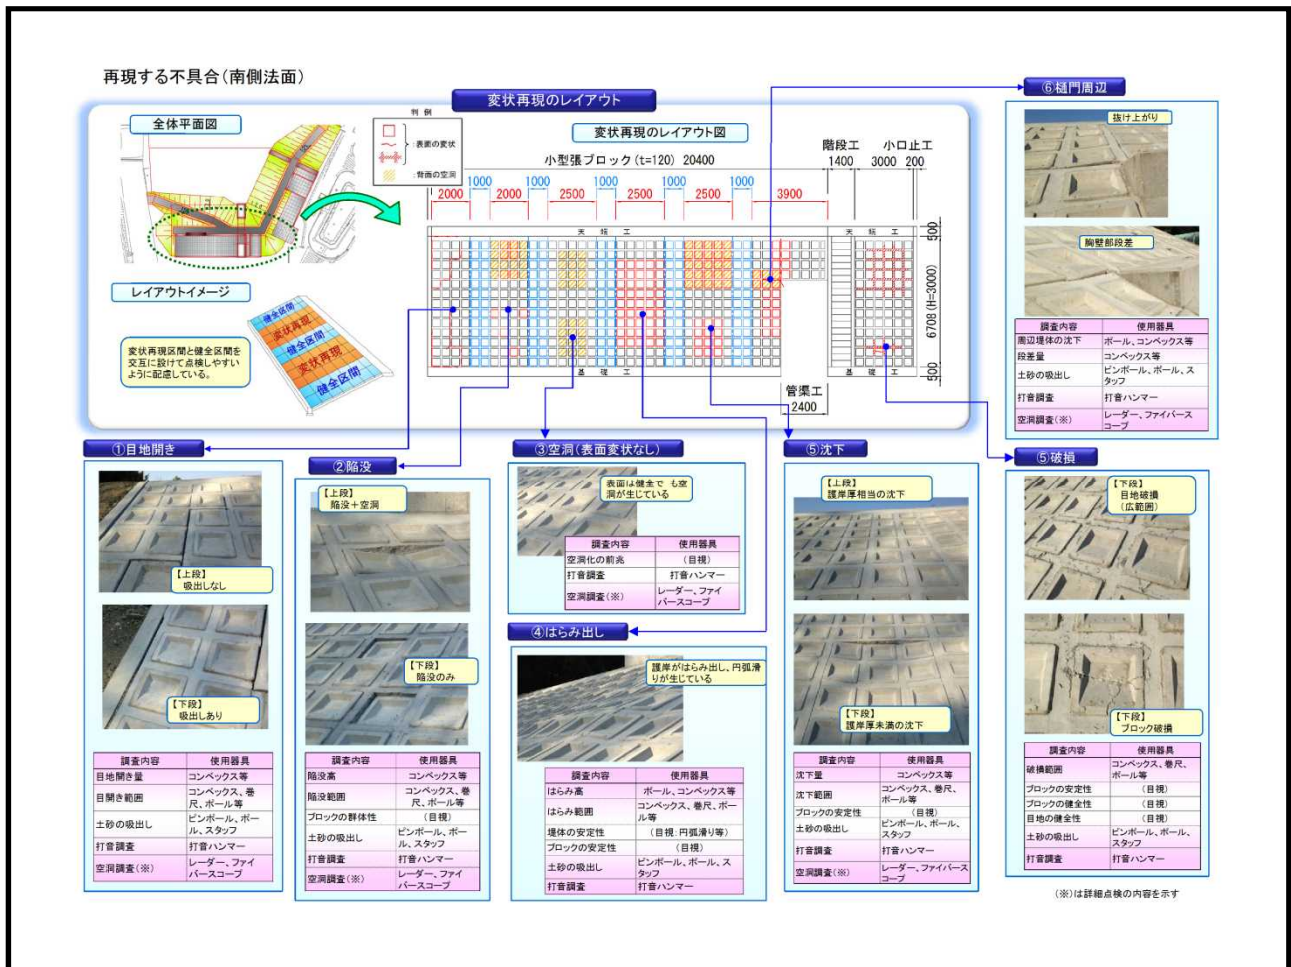 再現する不具合(南側法面)
変状再現のレイアウト
全体平面図
判 例
:表面の変状
:背面の空洞
変状再現のレイアウト図
小型張ブロック(t=120) 20400
階段工
1400
小口止工
3000 200
1000 1000 1000 1000 1000
2000 2000 2500 2500 2500 3900
天 端 工
天 端 工
500
6708 (H=3000)
500
基 礎 工
基 礎 工
管渠工
2400
レイアウトイメージ
変状再現区間と健全区間を
交互に設けて点検しやすい
ように配慮している。
健全区間
変状再現
健全区間
変状再現
健全区間
①目地開き
【上段】
吸出しなし
【下段】
吸出しあり
調査内容 使用器具
目地開き量 コンベックス等
目開き範囲 コンベックス、巻
尺、ポール等
土砂の吸出し ピンポール、ポー
ル、スタッフ
打音調査 打音ハンマー
空洞調査(※) レーダー、ファイ
バースコープ
②陥没
【上段】
陥没+空洞
【下段】
陥没のみ
調査内容 使用器具
陥没高 コンベックス等
陥没範囲 コンベックス、巻
尺、ポール等
ブロックの群体性 (目視)
土砂の吸出し ピンポール、ポー
ル、スタッフ
打音調査 打音ハンマー
空洞調査(※) レーダー、ファイ
バースコープ
③空洞(表面変状なし)
表面は健全で も空
洞が生じている
調査内容 使用器具
空洞化の前兆 (目視)
打音調査 打音ハンマー
空洞調査(※) レーダー、ファイ
バースコープ
④はらみ出し
護岸がはらみ出し、円弧滑
りが生じている
調査内容 使用器具
はらみ高 ポール、コンベックス等
はらみ範囲 コンベックス、巻尺、ポー
ル等
堤体の安定性 (目視:円弧滑り等)
ブロックの安定性 (目視)
土砂の吸出し ピンポール、ポール、ス
タッフ
打音調査 打音ハンマー
⑤沈下
【上段】
護岸厚相当の沈下
【下段】
護岸厚未満の沈下
調査内容 使用器具
沈下量 コンベックス等
沈下範囲 コンベックス、巻尺、
ポール等
ブロックの安定性 (目視)
土砂の吸出し ピンポール、ポール、
スタッフ
打音調査 打音ハンマー
空洞調査(※) レーダー、ファイバース
コープ
⑥樋門周辺
抜け上がり
胸壁部段差
調査内容 使用器具
周辺堤体の沈下 ポール、コンベックス等
段差量 コンベックス等
土砂の吸出し ピンポール、ポール、ス
タッフ
打音調査 打音ハンマー
空洞調査(※) レーダー、ファイバース
コープ
⑤破損
【下段】
目地破損
(広範囲)
【下段】
ブロック破損
調査内容 使用器具
破損範囲 コンベックス、巻尺、
ポール等
ブロックの安定性 (目視)
ブロックの健全性 (目視)
目地の健全性 (目視)
土砂の吸出し ピンポール、ポール、
スタッフ
打音調査 打音ハンマー
(※)は詳細点検の内容を示す